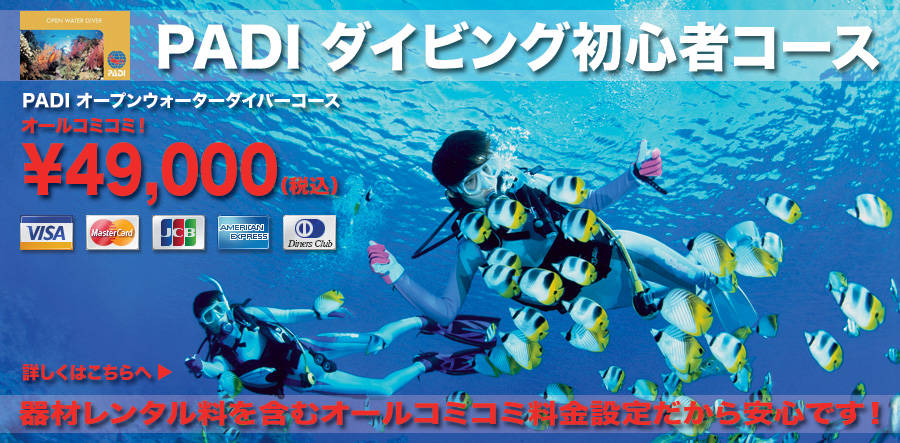 OPEN WATER DIVER
PADI
PADI ダイビング初心者コース
PADI オープンウォーターダイバーコース
オールコミコミ！
¥49,000(税込)
VISA
MasterCard
JCB
AMERICAN
EXPRESS
Diners Club
詳しくはこちらへ ▶
器材レンタル料を含むオールコミコミ料金設定だから安心です！